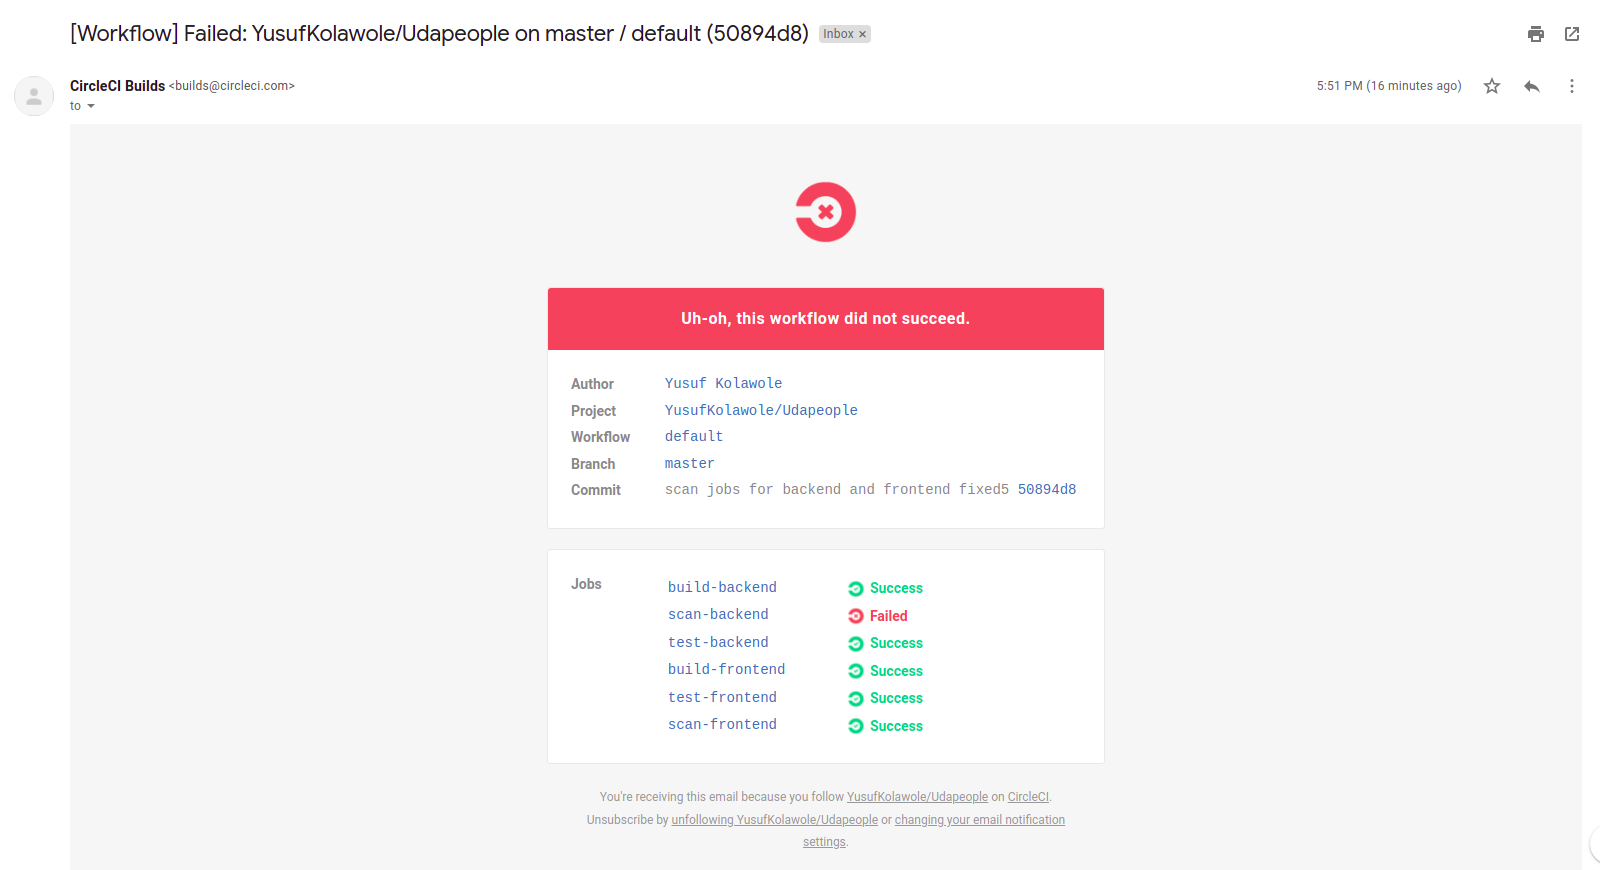 [Workflow] Failed: YusufKolawole/Udapeople on master / default (50894d8) Inbox ×
CircleCI Builds <builds@circleci.com> 5:51 PM (16 minutes ago)
to
Uh-oh, this workflow did not succeed.
Author Yusuf Kolawole
Project YusufKolawole/Udapeople
Workflow default
Branch master
Commit scan jobs for backend and frontend fixed5 50894d8
Jobs build-backend Success
scan-backend Failed
test-backend Success
build-frontend Success
test-frontend Success
scan-frontend Success
You're receiving this email because you follow YusufKolawole/Udapeople on CircleCI.
Unsubscribe by unfollowing YusufKolawole/Udapeople or changing your email notification
settings.